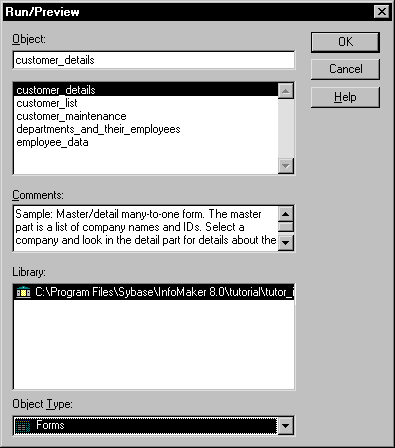 Run/Preview
Object:
customer_details
customer_details
customer_list
customer_maintenance
departments_and_their_employees
employee_data
Comments:
Sample: Master/detail many-to-one form. The master
part is a list of company names and IDs. Select a
company and look in the detail part for details about the
Library:
C:\Program Files\Sybase\InfoMaker 8.0\tutorial\tutor_i
Object Type:
Forms
OK
Cancel
Help